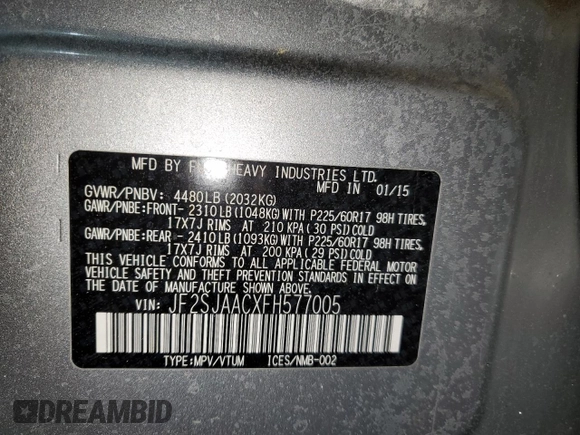 MFD BY F HEAVY INDUSTRIES LTD.
MFD IN 01/15
GVWR/PNBV: 4480LB(2032KG)
GAWR/PNBE:FRONT- 2310LB(1048KG)WITH P225/60R17 98H TIRES,
17X7J RIMS AT 210 KPA(30 PSI)COLD
GAWR/PNBE:REAR - 2410LB(1093KG)WITH P225/60R17 98H TIRES,
17X7J RIMS AT 200 KPA(29 PSI)COLD
THIS VEHICLE CONFORMS TO ALL APPLICABLE FEDERAL MOTOR
VEHICLE SAFETY AND THEFT PREVENTION STANDARDS IN EFFECT
ON THE DATE OF MANUFACTURE SHOWN ABOVE.
VIN: JF2SJAACXFH577005
TYPE:MPV/VTUM ICES/NMB-002
DREAMBID